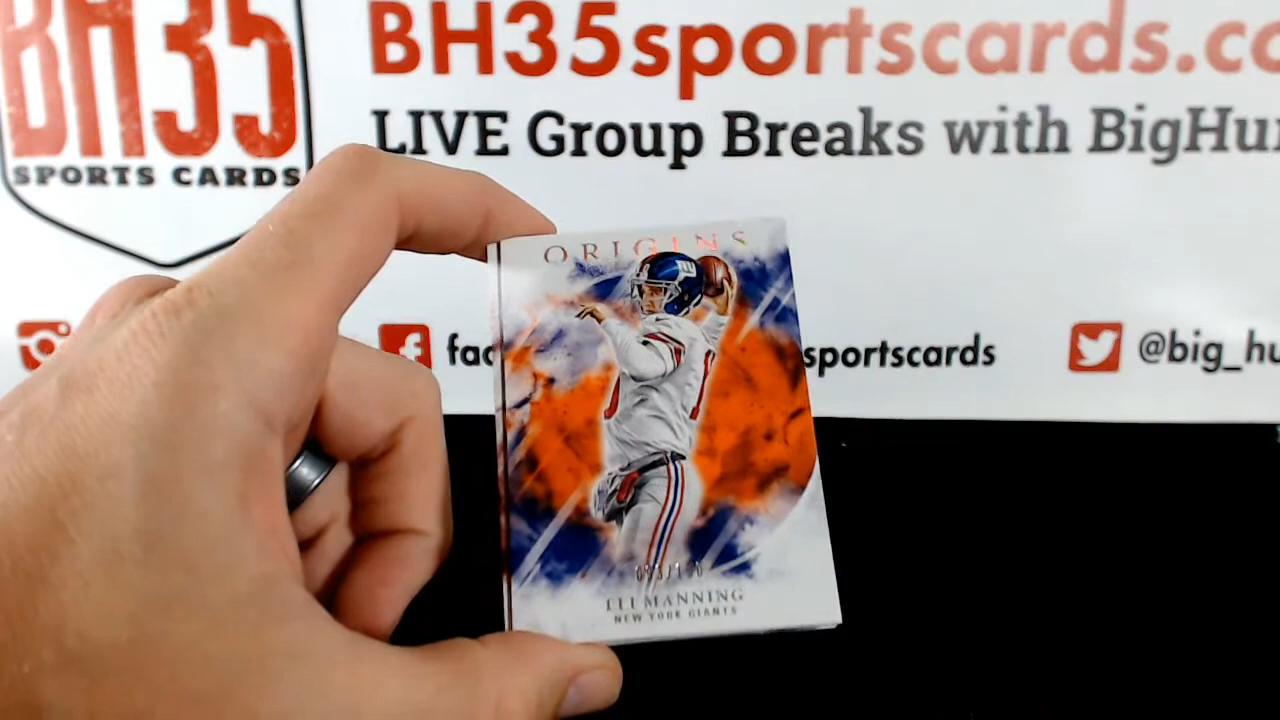 BH35
SPORTS CARDS
BH35sportscards.co
LIVE Group Breaks with BigHu
fac
sportscards
@big_hu
ORIGINS
ELI MANNING
NEW YORK GIANTS